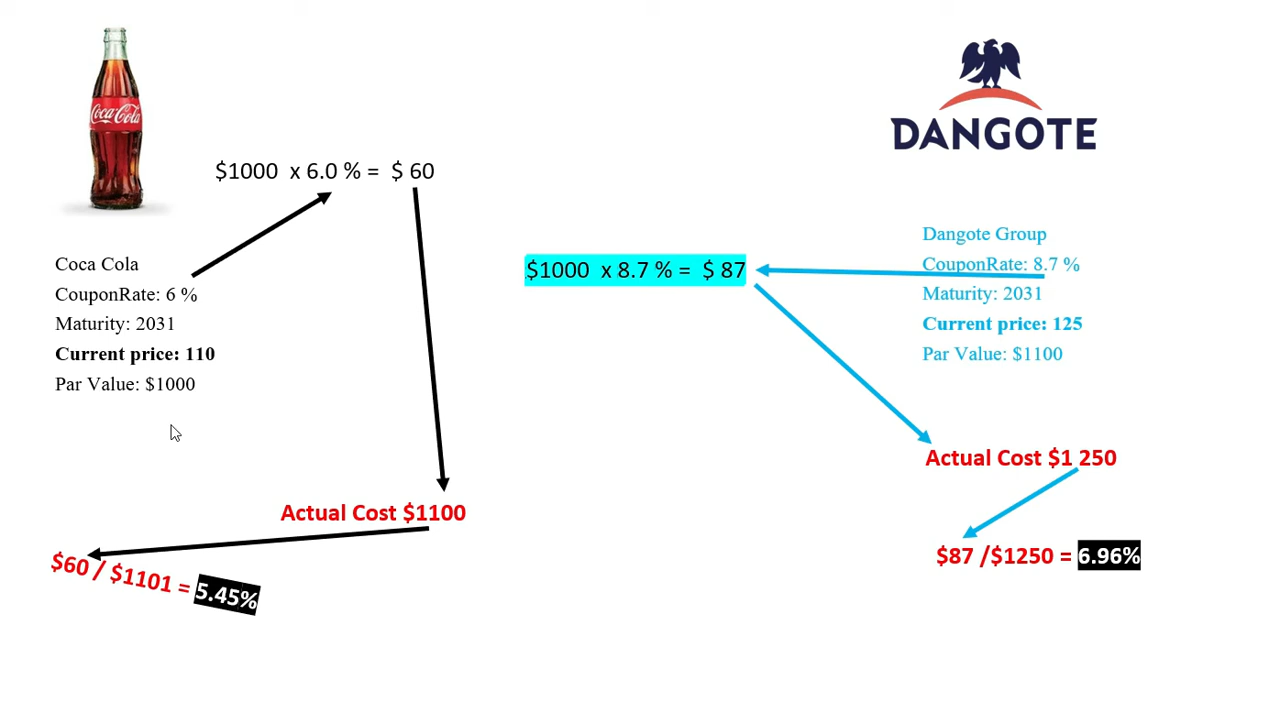 Coca-Cola
DANGOTE
$1000 x 6.0 % = $ 60
Coca Cola
CouponRate: 6 %
Maturity: 2031
Current price: 110
Par Value: $1000
$1000 x 8.7 % = $ 87
Dangote Group
CouponRate: 8.7 %
Maturity: 2031
Current price: 125
Par Value: $1100
Actual Cost $1 250
Actual Cost $1100
$60 / $1101 = 5.45%
$87 /$1250 = 6.96%